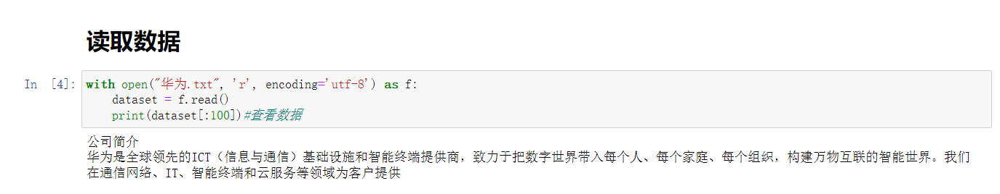 读取数据
In [4]: with open("华为.txt", 'r', encoding='utf-8') as f:
    dataset = f.read()
    print(dataset[:100])#查看数据
公司简介
华为是全球领先的ICT（信息与通信）基础设施和智能终端提供商，致力于把数字世界带入每个人、每个家庭、每个组织，构建万物互联的智能世界。我们
在通信网络、IT、智能终端和云服务等领域为客户提供